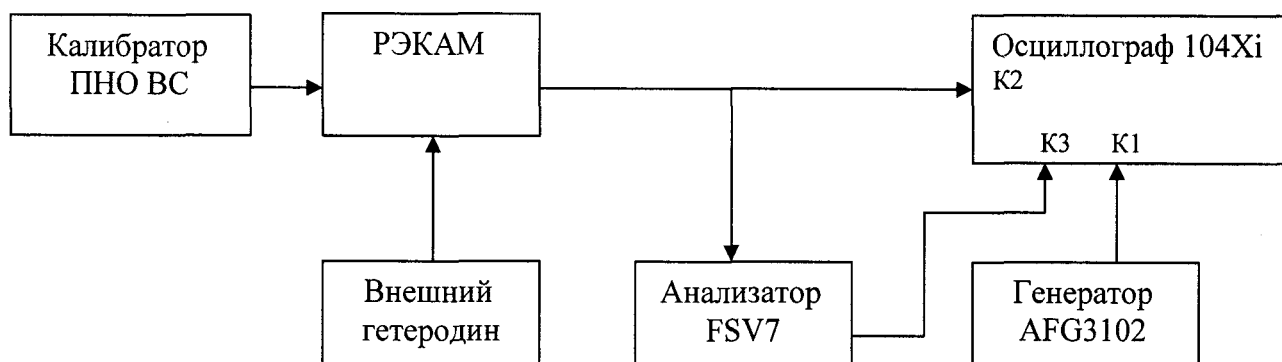 Калибратор
ПНО ВС
РЭКАМ
Осциллограф 104Xi
К2
К3 К1
Внешний
гетеродин
Анализатор
FSV7
Генератор
AFG3102